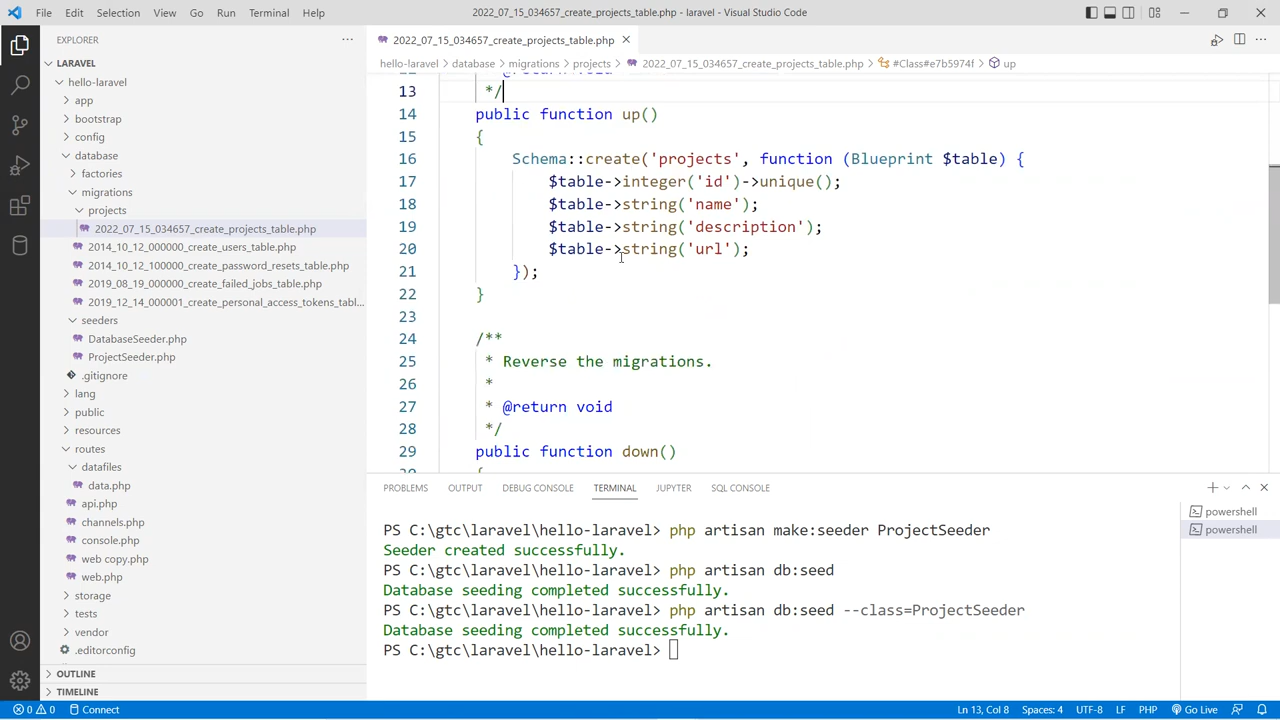 File Edit Selection View Go Run Terminal Help
2022_07_15_034657_create_projects_table.php - laravel - Visual Studio Code
EXPLORER
LARAVEL
hello-laravel
app
bootstrap
config
database
factories
migrations
projects
2022_07_15_034657_create_projects_table.php
2014_10_12_000000_create_users_table.php
2014_10_12_100000_create_password_resets_table.php
2019_08_19_000000_create_failed_jobs_table.php
2019_12_14_000001_create_personal_access_tokens_tabl...
seeders
DatabaseSeeder.php
ProjectSeeder.php
.gitignore
lang
public
resources
routes
datafiles
data.php
api.php
channels.php
console.php
web copy.php
web.php
storage
tests
vendor
.editorconfig
OUTLINE
TIMELINE
2022_07_15_034657_create_projects_table.php
hello-laravel > database > migrations > projects > 2022_07_15_034657_create_projects_table.php > #Class#e7b5974f > up
13 */
14 public function up()
15 {
16 Schema::create('projects', function (Blueprint $table) {
17 $table->integer('id')->unique();
18 $table->string('name');
19 $table->string('description');
20 $table->string('url');
21 });
22 }
23
24 /**
25 * Reverse the migrations.
26 *
27 * @return void
28 */
29 public function down()
PROBLEMS OUTPUT DEBUG CONSOLE TERMINAL JUPYTER SQL CONSOLE
PS C:\gtc\laravel\hello-laravel> php artisan make:seeder ProjectSeeder
Seeder created successfully.
PS C:\gtc\laravel\hello-laravel> php artisan db:seed
Database seeding completed successfully.
PS C:\gtc\laravel\hello-laravel> php artisan db:seed --class=ProjectSeeder
Database seeding completed successfully.
PS C:\gtc\laravel\hello-laravel>
powershell
powershell
0 0 Connect
Ln 13, Col 8 Spaces: 4 UTF-8 LF PHP Go Live